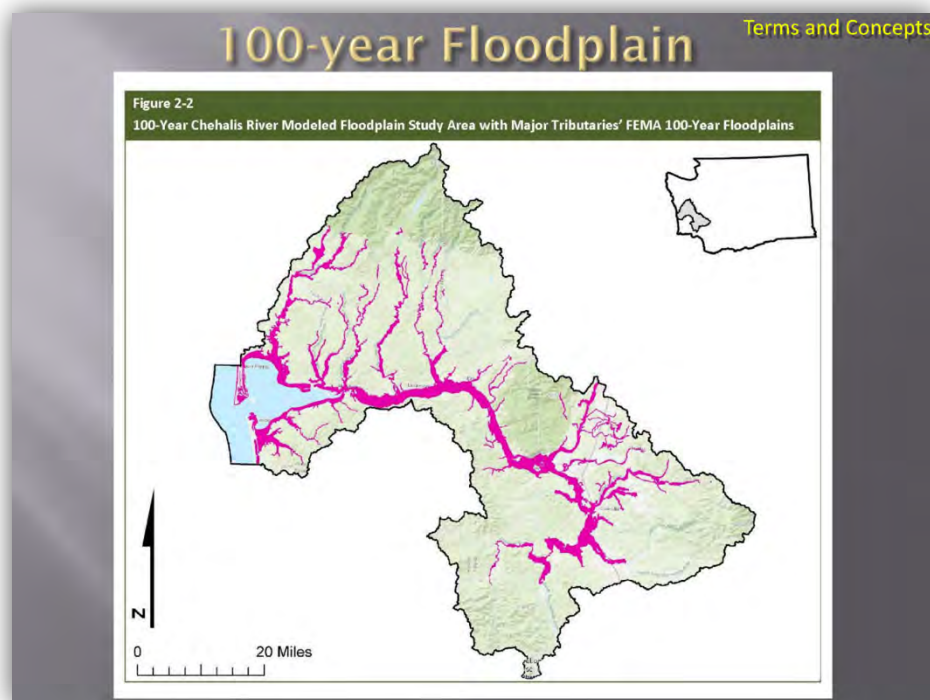 Terms and Concepts
100-year Floodplain
Figure 2-2
100-Year Chehalis River Modeled Floodplain Study Area with Major Tributaries' FEMA 100-Year Floodplains
N
0 20 Miles